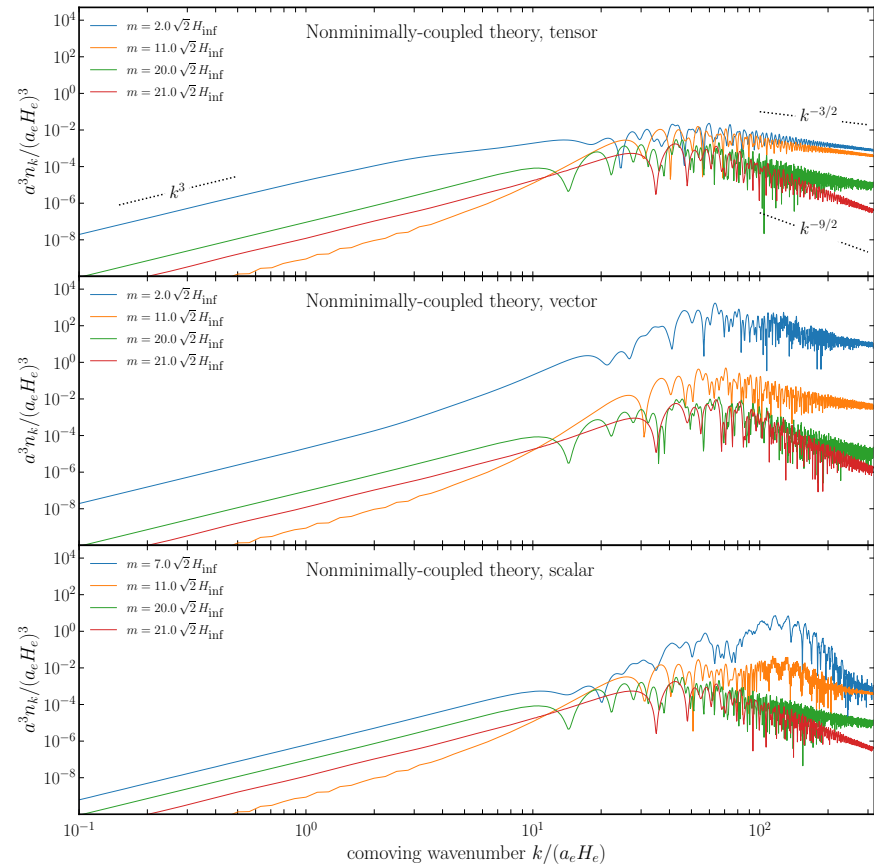 Nonminimally-coupled theory, tensor
m = 2.0 √2 H_inf
m = 11.0 √2 H_inf
m = 20.0 √2 H_inf
m = 21.0 √2 H_inf
k^3
k^{-3/2}
k^{-9/2}
a^3 n_k/(a_e H_e)^3
10^4
10^2
10^0
10^{-2}
10^{-4}
10^{-6}
10^{-8}
Nonminimally-coupled theory, vector
m = 2.0 √2 H_inf
m = 11.0 √2 H_inf
m = 20.0 √2 H_inf
m = 21.0 √2 H_inf
a^3 n_k/(a_e H_e)^3
10^4
10^2
10^0
10^{-2}
10^{-4}
10^{-6}
10^{-8}
Nonminimally-coupled theory, scalar
m = 7.0 √2 H_inf
m = 11.0 √2 H_inf
m = 20.0 √2 H_inf
m = 21.0 √2 H_inf
a^3 n_k/(a_e H_e)^3
10^4
10^2
10^0
10^{-2}
10^{-4}
10^{-6}
10^{-8}
10^{-1} 10^0 10^1 10^2
comoving wavenumber k/(a_e H_e)